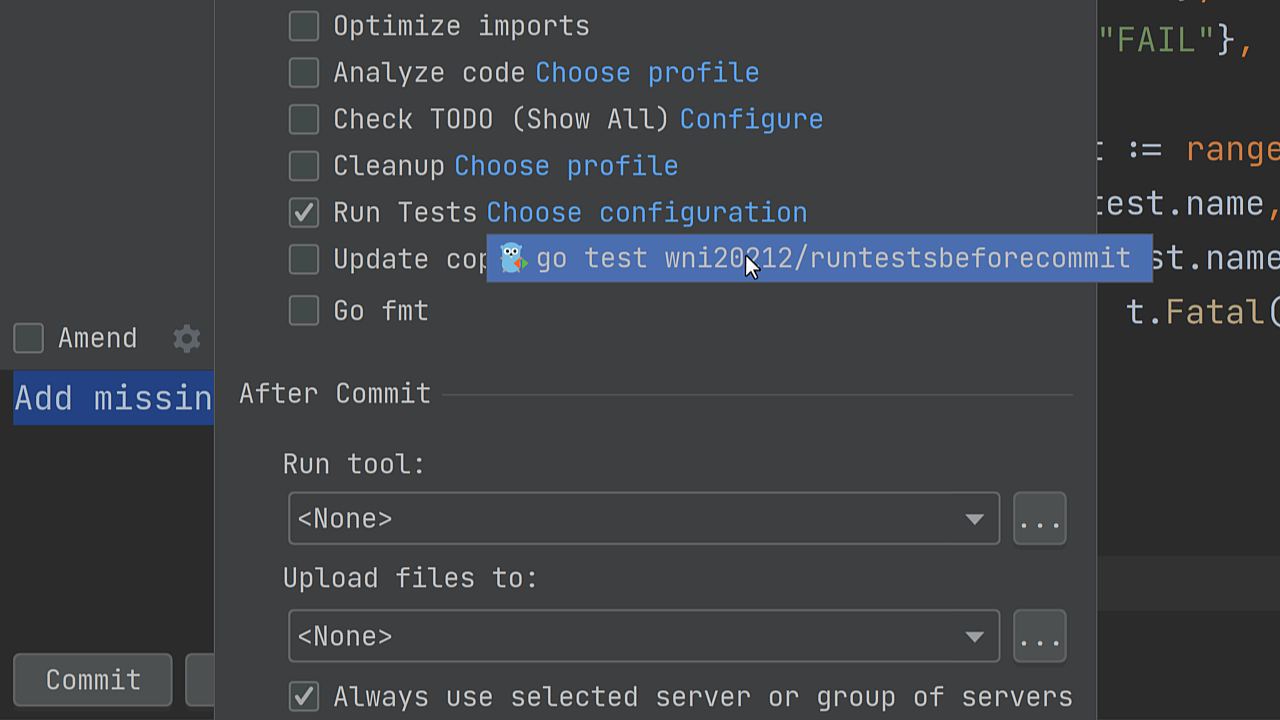 Optimize imports
Analyze code Choose profile
Check TODO (Show All) Configure
Cleanup Choose profile
Run Tests Choose configuration
go test wni20212/runtestsbeforecommit
Update cop
Go fmt
Amend
Add missin
After Commit
Run tool:
<None>
...
Upload files to:
<None>
...
Always use selected server or group of servers
Commit
"FAIL"},
:= range
test.name,
st.name
t.Fatal(